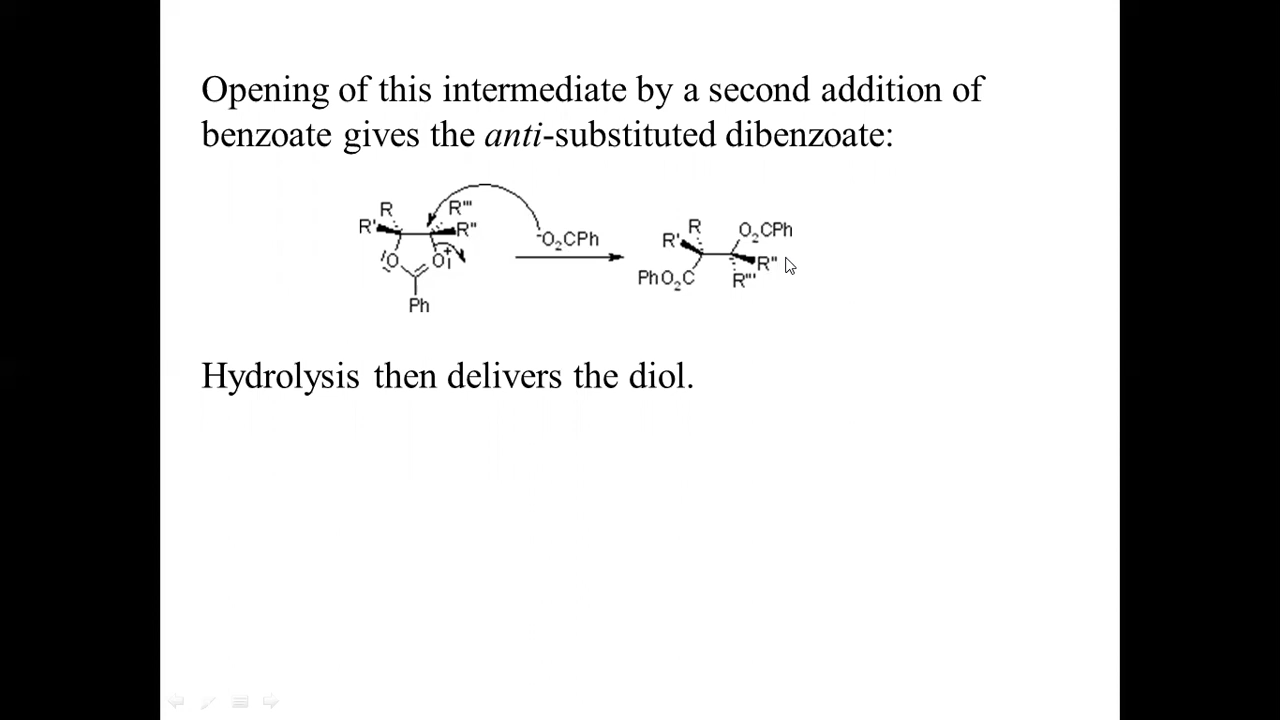 Opening of this intermediate by a second addition of
benzoate gives the anti-substituted dibenzoate:
R R''' R' R'' O O+ Ph
-O2CPh
R R' O2CPh R'' PhO2C R'''
Hydrolysis then delivers the diol.